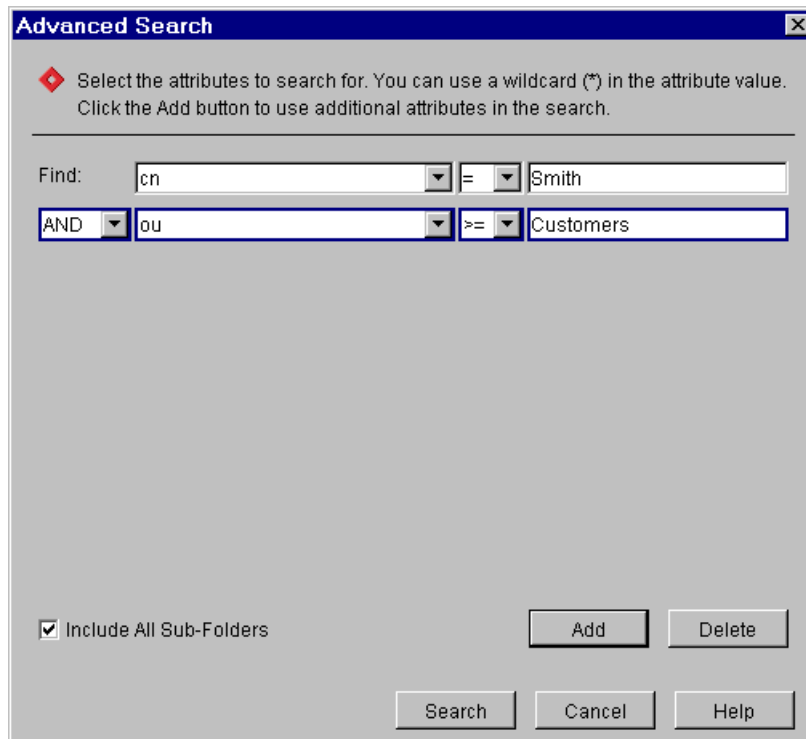 Advanced Search
Select the attributes to search for. You can use a wildcard (*) in the attribute value.
Click the Add button to use additional attributes in the search.
Find: cn = Smith
AND ou >= Customers
Include All Sub-Folders Add Delete
Search Cancel Help